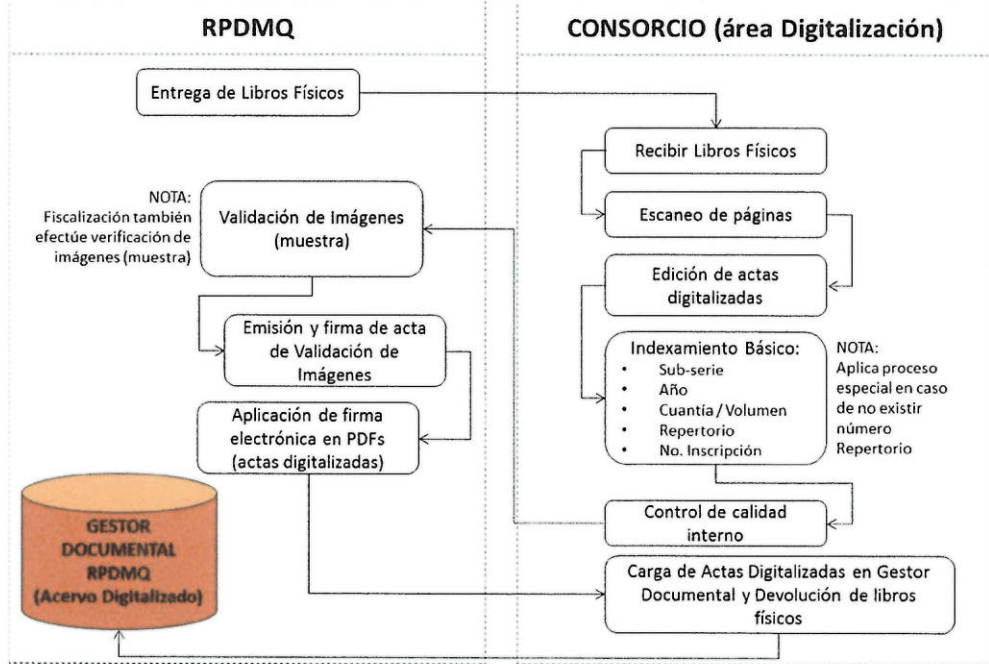 RPDMQ
CONSORCIO (área Digitalización)
Entrega de Libros Físicos
Recibir Libros Físicos
Escaneo de páginas
Edición de actas
digitalizadas
Indexamiento Básico:
• Sub-serie
• Año
• Cuantía / Volumen
• Repertorio
• No. Inscripción
NOTA:
Aplica proceso
especial en caso
de no existir
número
Repertorio
Control de calidad
interno
NOTA:
Fiscalización también
efectúe verificación de
imágenes (muestra)
Validación de Imágenes
(muestra)
Emisión y firma de acta
de Validación de
Imágenes
Aplicación de firma
electrónica en PDFs
(actas digitalizadas)
Carga de Actas Digitalizadas en Gestor
Documental y Devolución de libros
físicos
GESTOR
DOCUMENTAL
RPDMQ
(Acervo Digitalizado)